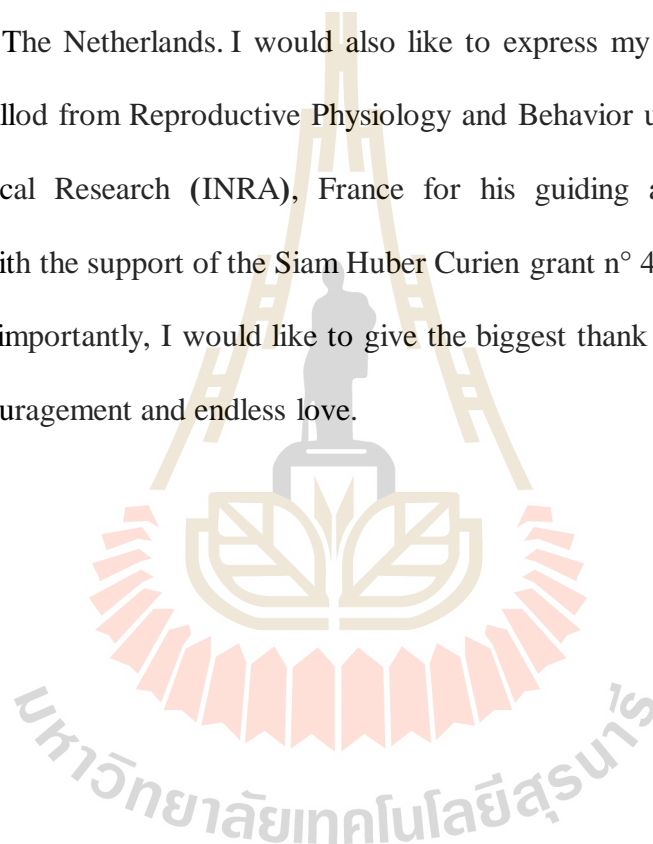 The Netherlands. I would also like to express my
llod from Reproductive Physiology and Behavior u
cal Research (INRA), France for his guiding a
ith the support of the Siam Huber Curien grant n° 4
importantly, I would like to give the biggest thank
uragement and endless love.
มหาวิทยาลัยเทคโนโลยีสุรนารี